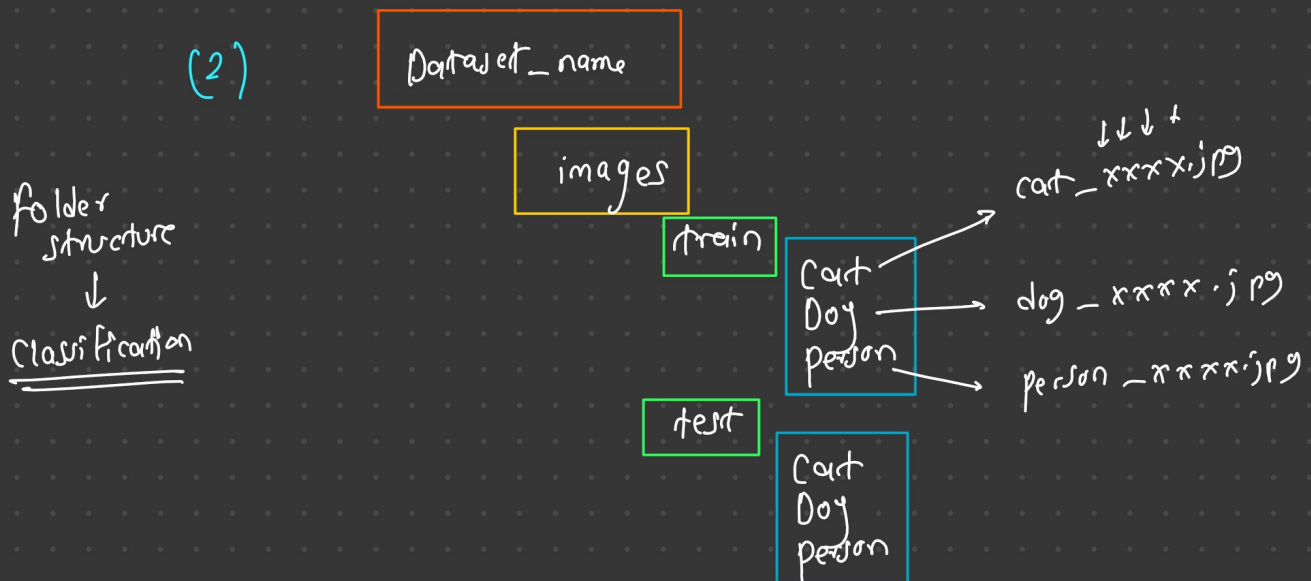 (2)
Dataset_name
images
folder
structure
↓
Classification
train
Cat
Dog
person
↓↓↓↓
cat_xxxx.jpg
dog_xxxx.jpg
person_xxxx.jpg
test
Cat
Dog
person